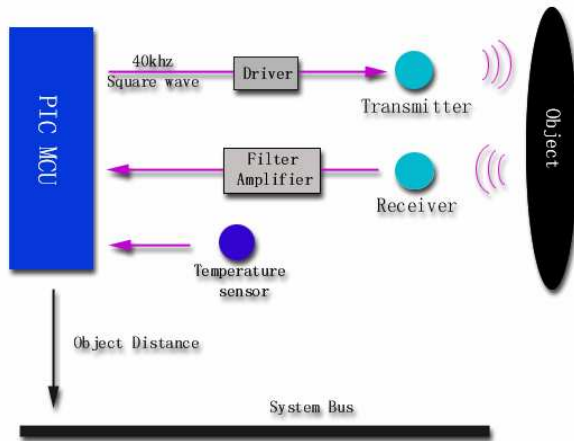 40khz
Square wave
Driver
Transmitter
PIC MCU
Object
Filter
Amplifier
Receiver
Temperature
sensor
Object Distance
System Bus